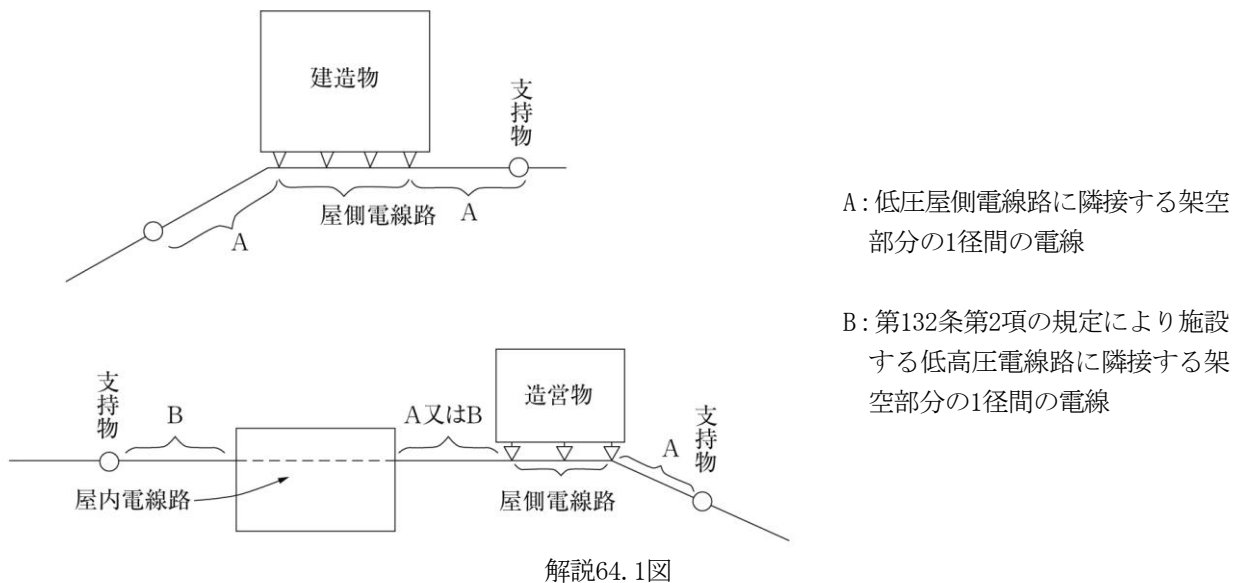 建造物
支持物
屋側電線路
A
A
A:低圧屋側電線路に隣接する架空
部分の1径間の電線
B:第132条第2項の規定により施設
する低高圧電線路に隣接する架
空部分の1径間の電線
支持物
B
A又はB
造営物
支持物
A
屋内電線路
屋側電線路
解説64.1図